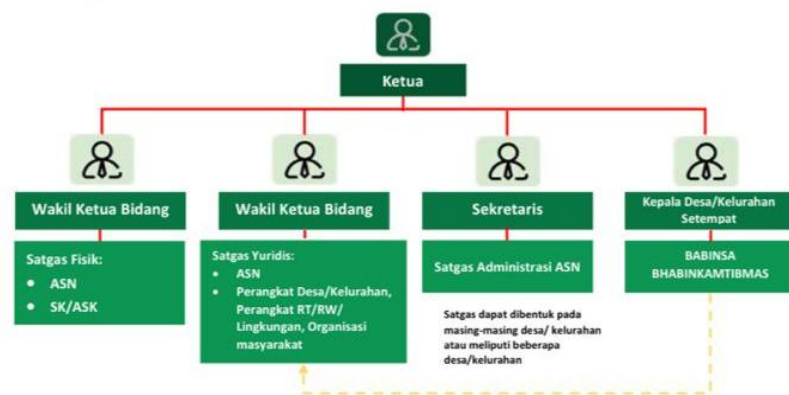 Ketua
Wakil Ketua Bidang
Satgas Fisik:
• ASN
• SK/ASK
Wakil Ketua Bidang
Satgas Yuridis:
• ASN
• Perangkat Desa/Kelurahan,
Perangkat RT/RW/
Lingkungan, Organisasi
masyarakat
Sekretaris
Satgas Administrasi ASN
Satgas dapat dibentuk pada
masing-masing desa/ kelurahan
atau meliputi beberapa
desa/kelurahan
Kepala Desa/Kelurahan
Setempat
BABINSA
BHABINKAMTIBMAS